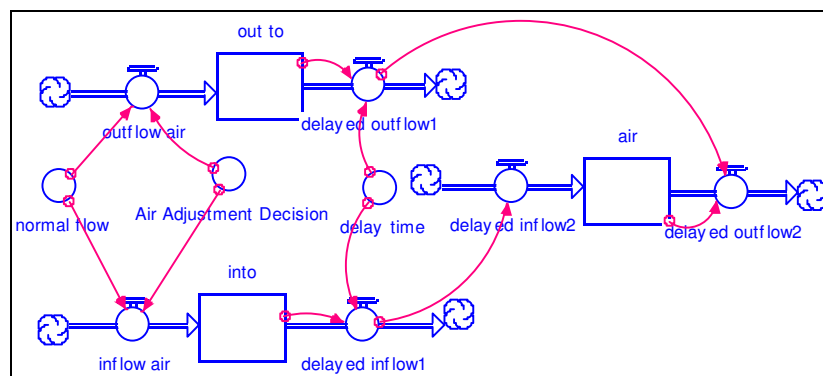 out to
outflow air
delayed outflow1
air
normal flow
Air Adjustment Decision
delay time
delayed inflow2
delayed outflow2
into
inflow air
delayed inflow1